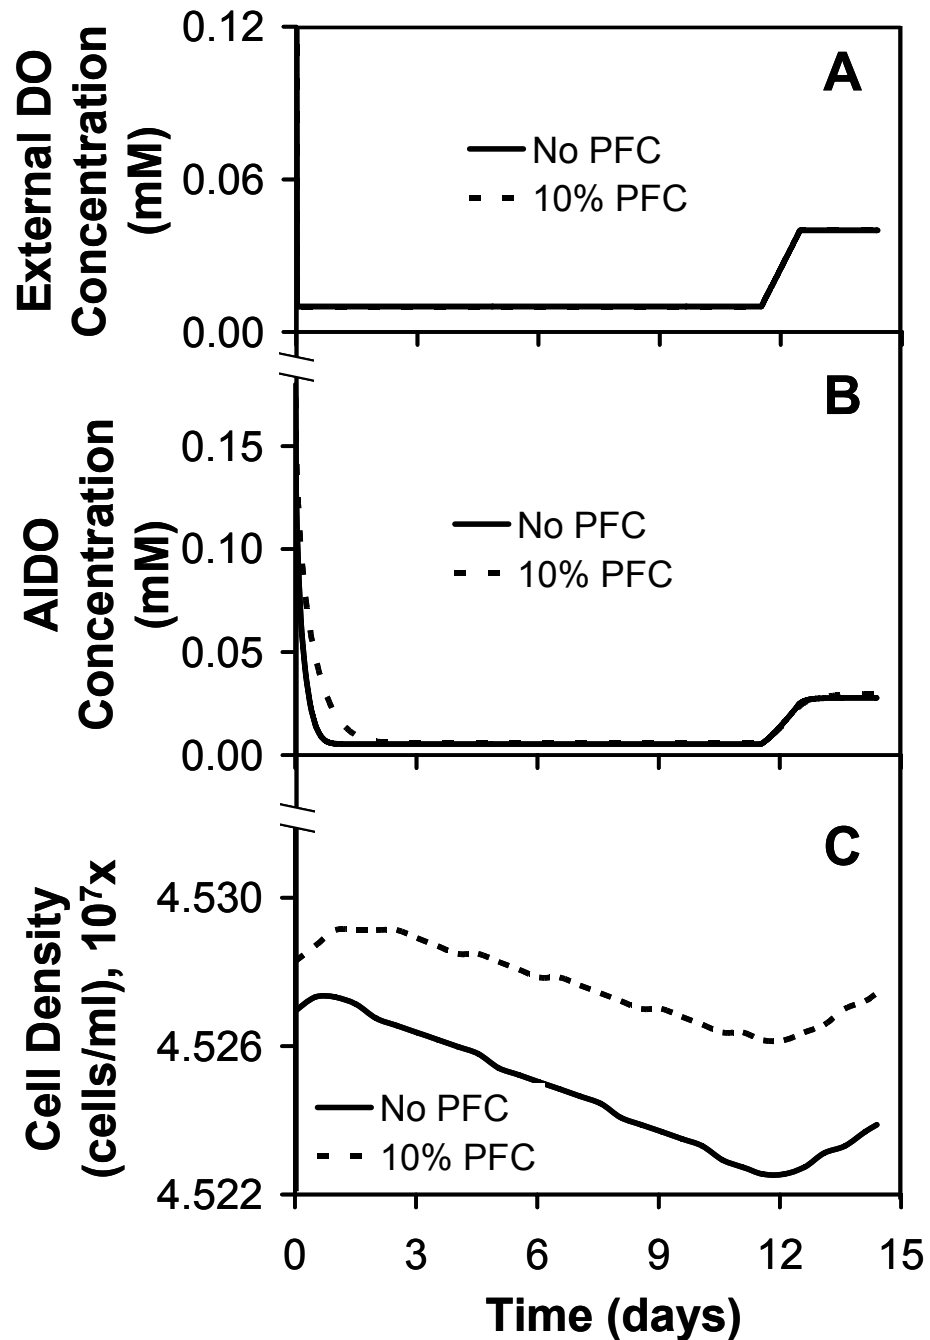 External DO
Concentration
(mM)
0.12
0.06
0.00
A
No PFC
10% PFC
AIDO
Concentration
(mM)
0.15
0.10
0.05
0.00
B
No PFC
10% PFC
Cell Density
(cells/ml), 10⁷x
4.530
4.526
4.522
C
No PFC
10% PFC
0 3 6 9 12 15
Time (days)